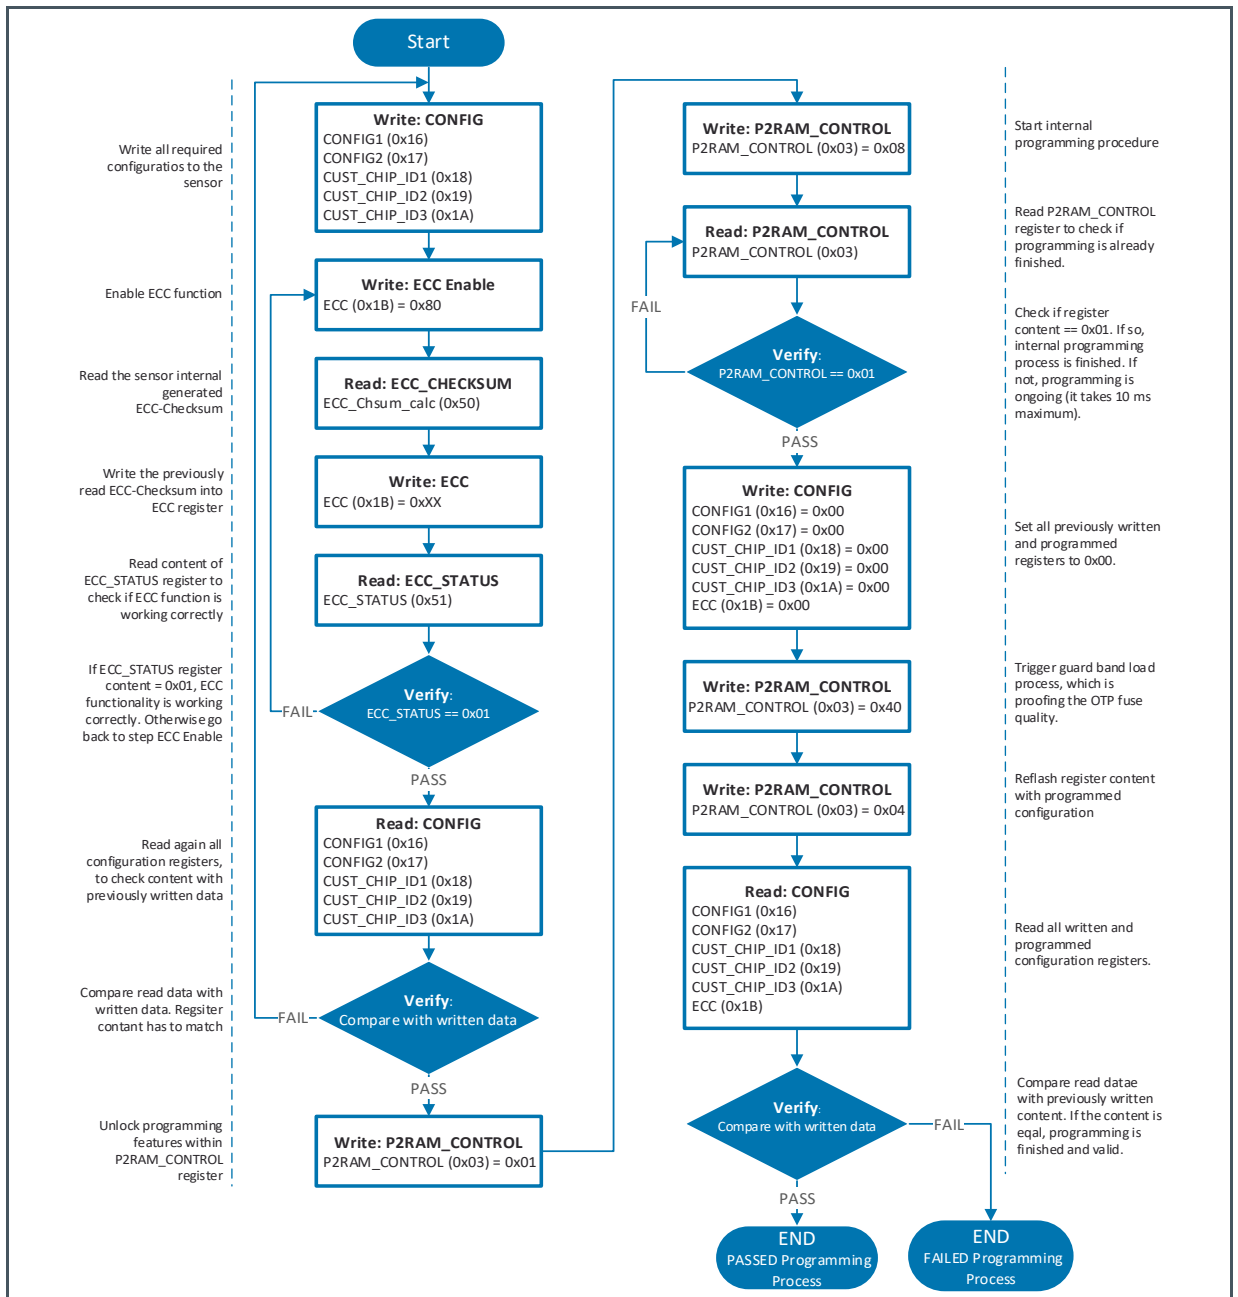 Start
Write all required
configuratios to the
sensor
Write: CONFIG
CONFIG1 (0x16)
CONFIG2 (0x17)
CUST_CHIP_ID1 (0x18)
CUST_CHIP_ID2 (0x19)
CUST_CHIP_ID3 (0x1A)
Enable ECC function
Write: ECC Enable
ECC (0x1B) = 0x80
Read the sensor internal
generated
ECC-Checksum
Read: ECC_CHECKSUM
ECC_Chsum_calc (0x50)
Write the previously
read ECC-Checksum into
ECC register
Write: ECC
ECC (0x1B) = 0xXX
Read content of
ECC_STATUS register to
check if ECC function is
working correctly
Read: ECC_STATUS
ECC_STATUS (0x51)
If ECC_STATUS register
content = 0x01, ECC
functionality is working
correctly. Otherwise go
back to step ECC Enable
FAIL
Verify:
ECC_STATUS == 0x01
PASS
Read again all
configuration registers,
to check content with
previously written data
Read: CONFIG
CONFIG1 (0x16)
CONFIG2 (0x17)
CUST_CHIP_ID1 (0x18)
CUST_CHIP_ID2 (0x19)
CUST_CHIP_ID3 (0x1A)
Compare read data with
written data. Regsiter
contant has to match
FAIL
Verify:
Compare with written data
PASS
Unlock programming
features within
P2RAM_CONTROL
register
Write: P2RAM_CONTROL
P2RAM_CONTROL (0x03) = 0x01
Write: P2RAM_CONTROL
P2RAM_CONTROL (0x03) = 0x08
Start internal
programming procedure
Read: P2RAM_CONTROL
P2RAM_CONTROL (0x03)
Read P2RAM_CONTROL
register to check if
programming is already
finished.
FAIL
Verify:
P2RAM_CONTROL == 0x01
Check if register
content == 0x01. If so,
internal programming
process is finished. If
not, programming is
ongoing (it takes 10 ms
maximum).
PASS
Write: CONFIG
CONFIG1 (0x16) = 0x00
CONFIG2 (0x17) = 0x00
CUST_CHIP_ID1 (0x18) = 0x00
CUST_CHIP_ID2 (0x19) = 0x00
CUST_CHIP_ID3 (0x1A) = 0x00
ECC (0x1B) = 0x00
Set all previously written
and programmed
registers to 0x00.
Write: P2RAM_CONTROL
P2RAM_CONTROL (0x03) = 0x40
Trigger guard band load
process, which is
proofing the OTP fuse
quality.
Write: P2RAM_CONTROL
P2RAM_CONTROL (0x03) = 0x04
Reflash register content
with programmed
configuration
Read: CONFIG
CONFIG1 (0x16)
CONFIG2 (0x17)
CUST_CHIP_ID1 (0x18)
CUST_CHIP_ID2 (0x19)
CUST_CHIP_ID3 (0x1A)
ECC (0x1B)
Read all written and
programmed
configuration registers.
Verify:
Compare with written data
FAIL
Compare read datae
with previously written
content. If the content is
eqal, programming is
finished and valid.
PASS
END
PASSED Programming
Process
END
FAILED Programming
Process